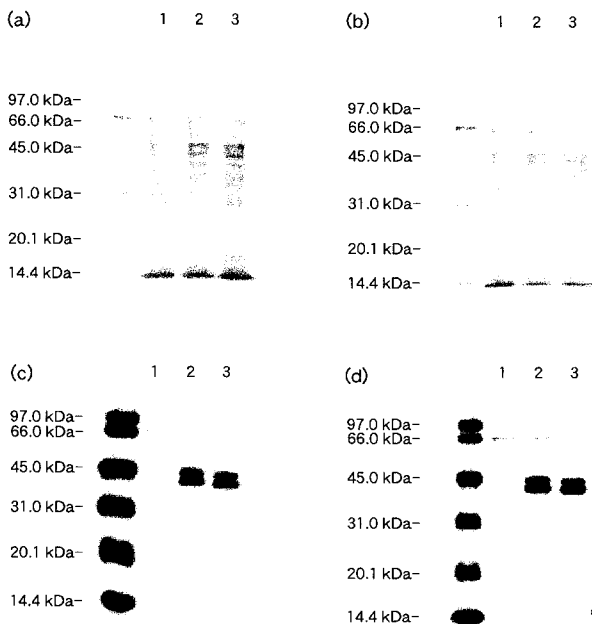 (a) 1 2 3
97.0 kDa-
66.0 kDa-
45.0 kDa-
31.0 kDa-
20.1 kDa-
14.4 kDa-
(b) 1 2 3
97.0 kDa-
66.0 kDa-
45.0 kDa-
31.0 kDa-
20.1 kDa-
14.4 kDa-
(c) 1 2 3
97.0 kDa-
66.0 kDa-
45.0 kDa-
31.0 kDa-
20.1 kDa-
14.4 kDa-
(d) 1 2 3
97.0 kDa-
66.0 kDa-
45.0 kDa-
31.0 kDa-
20.1 kDa-
14.4 kDa-